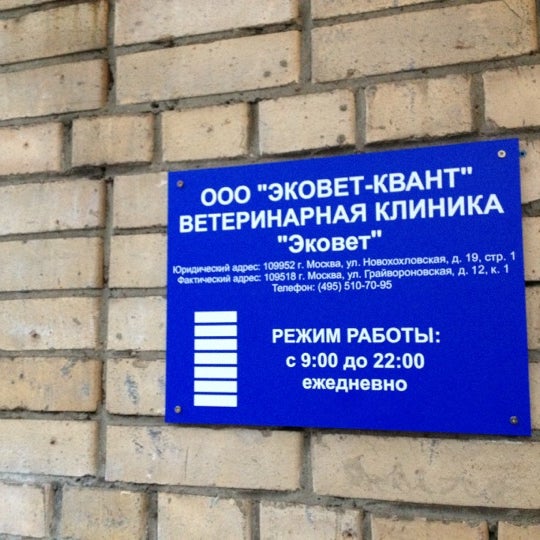 ООО "ЭКОВЕТ-КВАНТ"
ВЕТЕРИНАРНАЯ КЛИНИКА
"Эковет"
Юридический адрес: 109952 г. Москва, ул. Новохохловская, д. 19, стр. 1
Фактический адрес: 109518 г. Москва, ул. Грайвороновская, д. 12, к. 1
Телефон: (495) 510-70-95
РЕЖИМ РАБОТЫ:
с 9:00 до 22:00
ежедневно